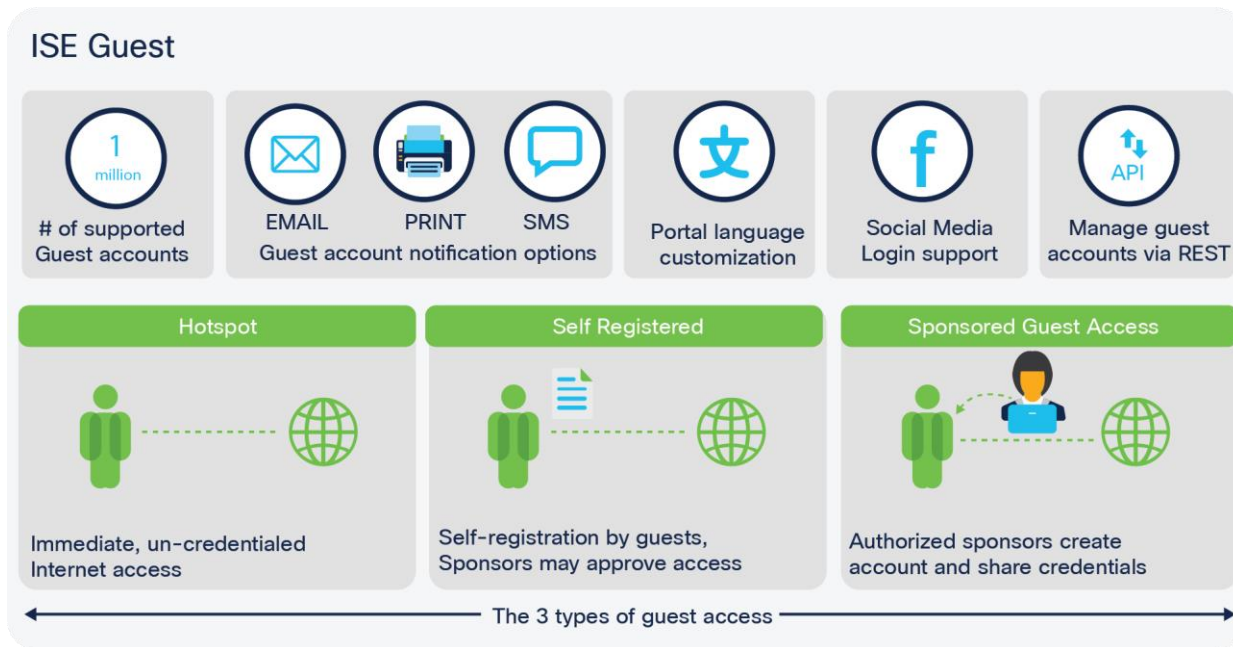 ISE Guest
1
million
# of supported
Guest accounts
EMAIL
PRINT
SMS
Guest account notification options
文
Portal language
customization
f
Social Media
Login support
API
Manage guest
accounts via REST
Hotspot
Immediate, un-credentialed
Internet access
Self Registered
Self-registration by guests,
Sponsors may approve access
Sponsored Guest Access
Authorized sponsors create
account and share credentials
The 3 types of guest access